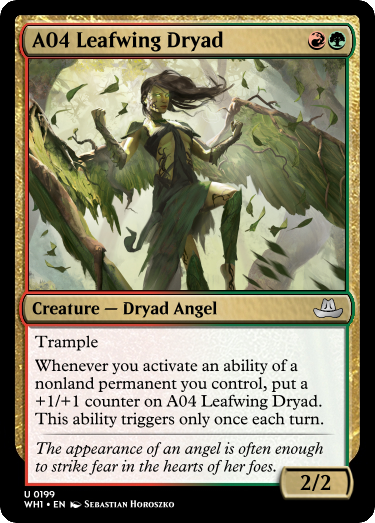 A04 Leafwing Dryad
Creature — Dryad Angel
Trample
Whenever you activate an ability of a
nonland permanent you control, put a
+1/+1 counter on A04 Leafwing Dryad.
This ability triggers only once each turn.
The appearance of an angel is often enough
to strike fear in the hearts of her foes.
2/2
U 0199
WH1 • EN Sebastian Horoszko